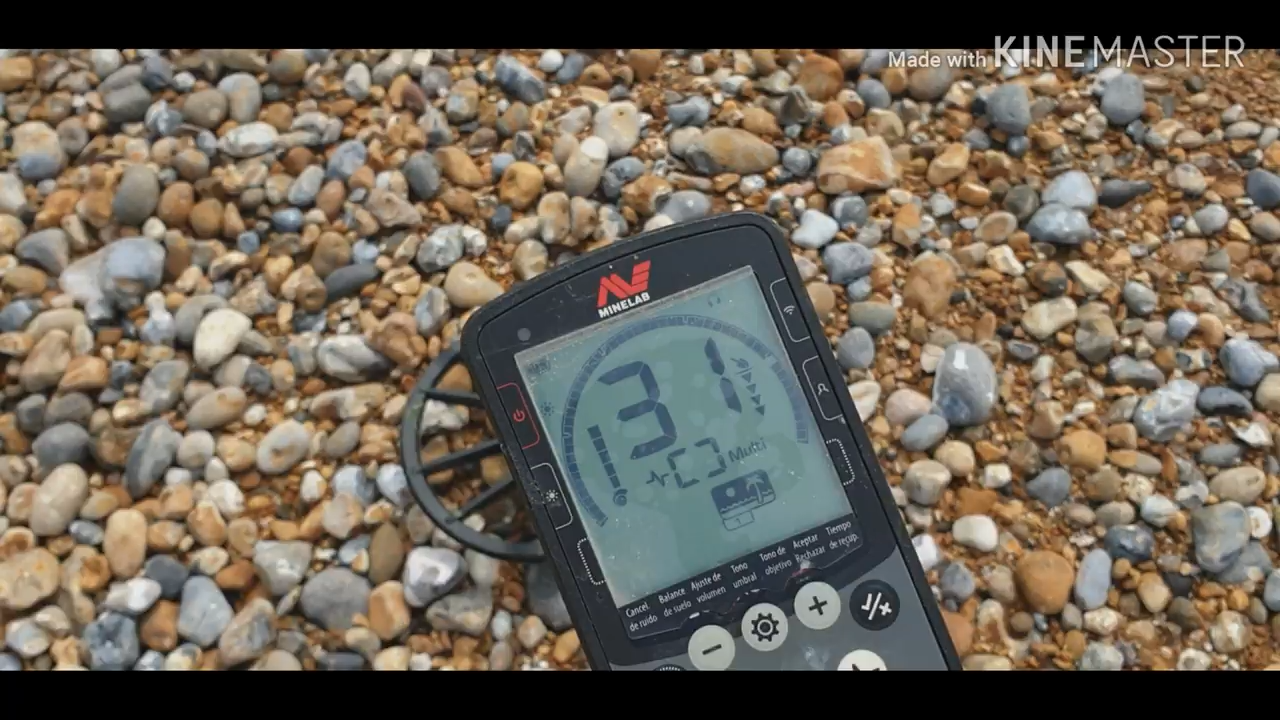 Made with KINEMASTER
MINELAB
31
Multi
1
Cancel de ruido
Balance de suelo
Ajuste de volumen
Tono umbral
Tono de objetivo
Aceptar Rechazar
Tiempo de recup.